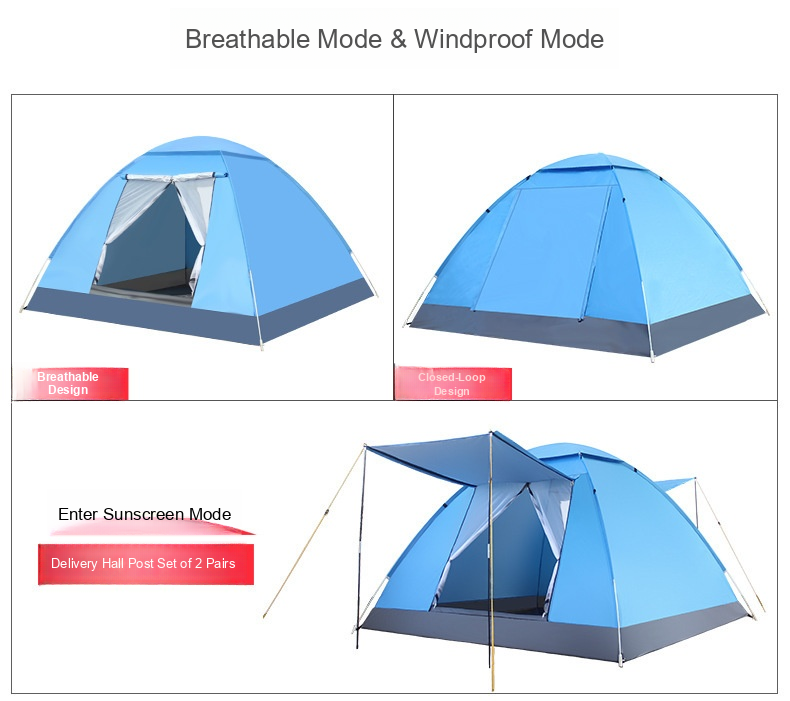 Breathable Mode & Windproof Mode
Breathable
Design
Closed-Loop
Design
Enter Sunscreen Mode
Delivery Hall Post Set of 2 Pairs